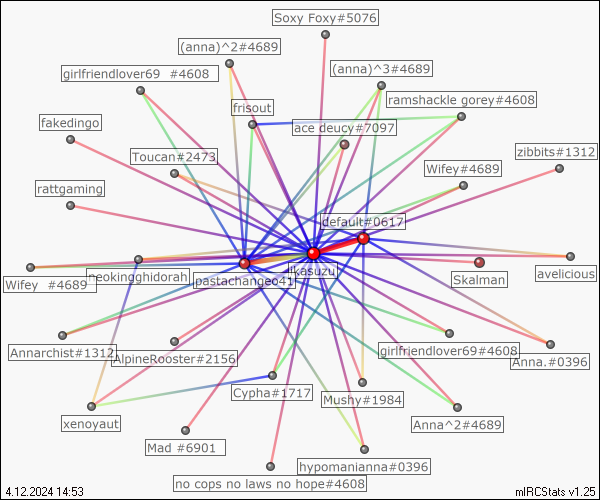 Soxy Foxy#5076
(anna)^2#4689
girlfriendlover69  #4608
(anna)^3#4689
ramshackle gorey#4608
frisout
fakedingo
ace deucy#7097
Toucan#2473
zibbits#1312
Wifey#4689
rattgaming
default#0617
neokingghidorah
pastachangeo41
ikasuzu
Skalman
avelicious
Wifey  #4689
Annarchist#1312
AlpineRooster#2156
girlfriendlover69#4608
Anna.#0396
Cypha#1717
Mushy#1984
xenoyaut
Anna^2#4689
Mad #6901
hypomanianna#0396
no cops no laws no hope#4608
4.12.2024 14:53
mIRCStats v1.25